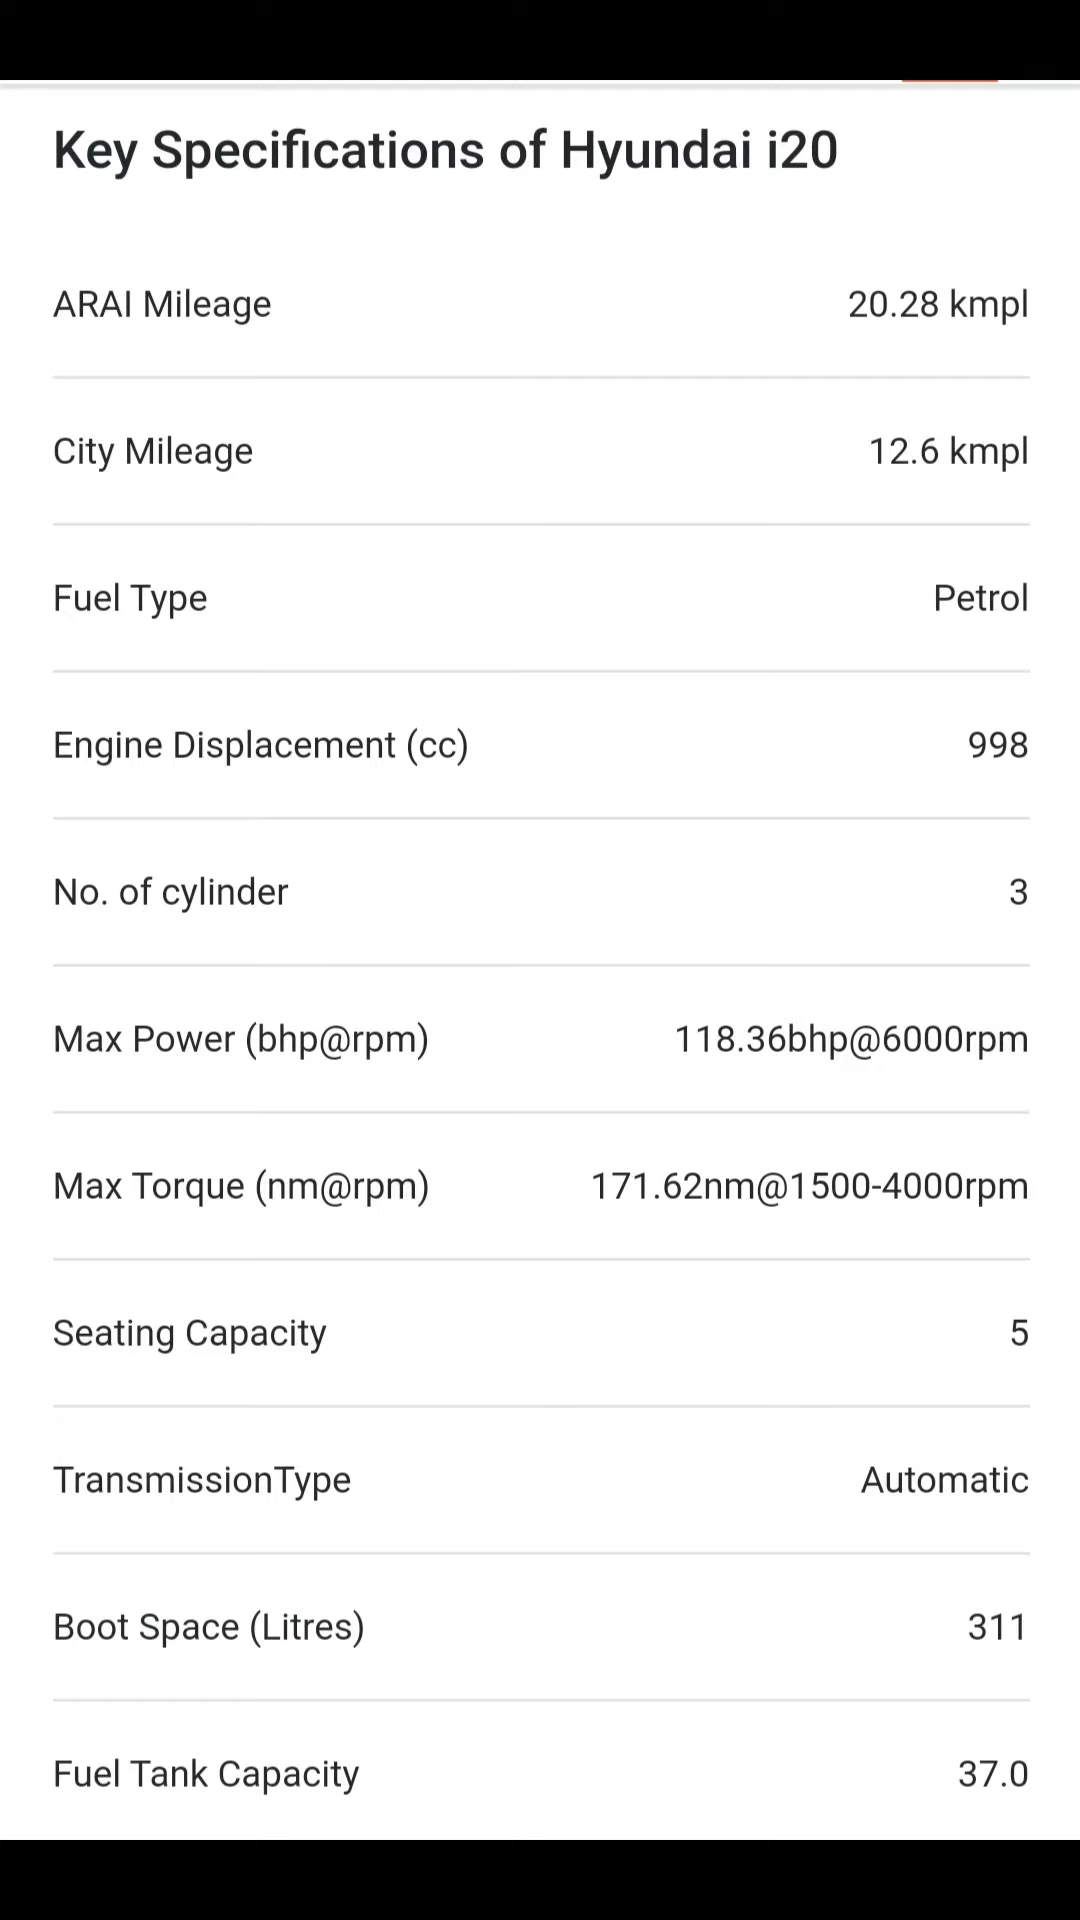 Key Specifications of Hyundai i20
ARAI Mileage 20.28 kmpl
City Mileage 12.6 kmpl
Fuel Type Petrol
Engine Displacement (cc) 998
No. of cylinder 3
Max Power (bhp@rpm) 118.36bhp@6000rpm
Max Torque (nm@rpm) 171.62nm@1500-4000rpm
Seating Capacity 5
TransmissionType Automatic
Boot Space (Litres) 311
Fuel Tank Capacity 37.0